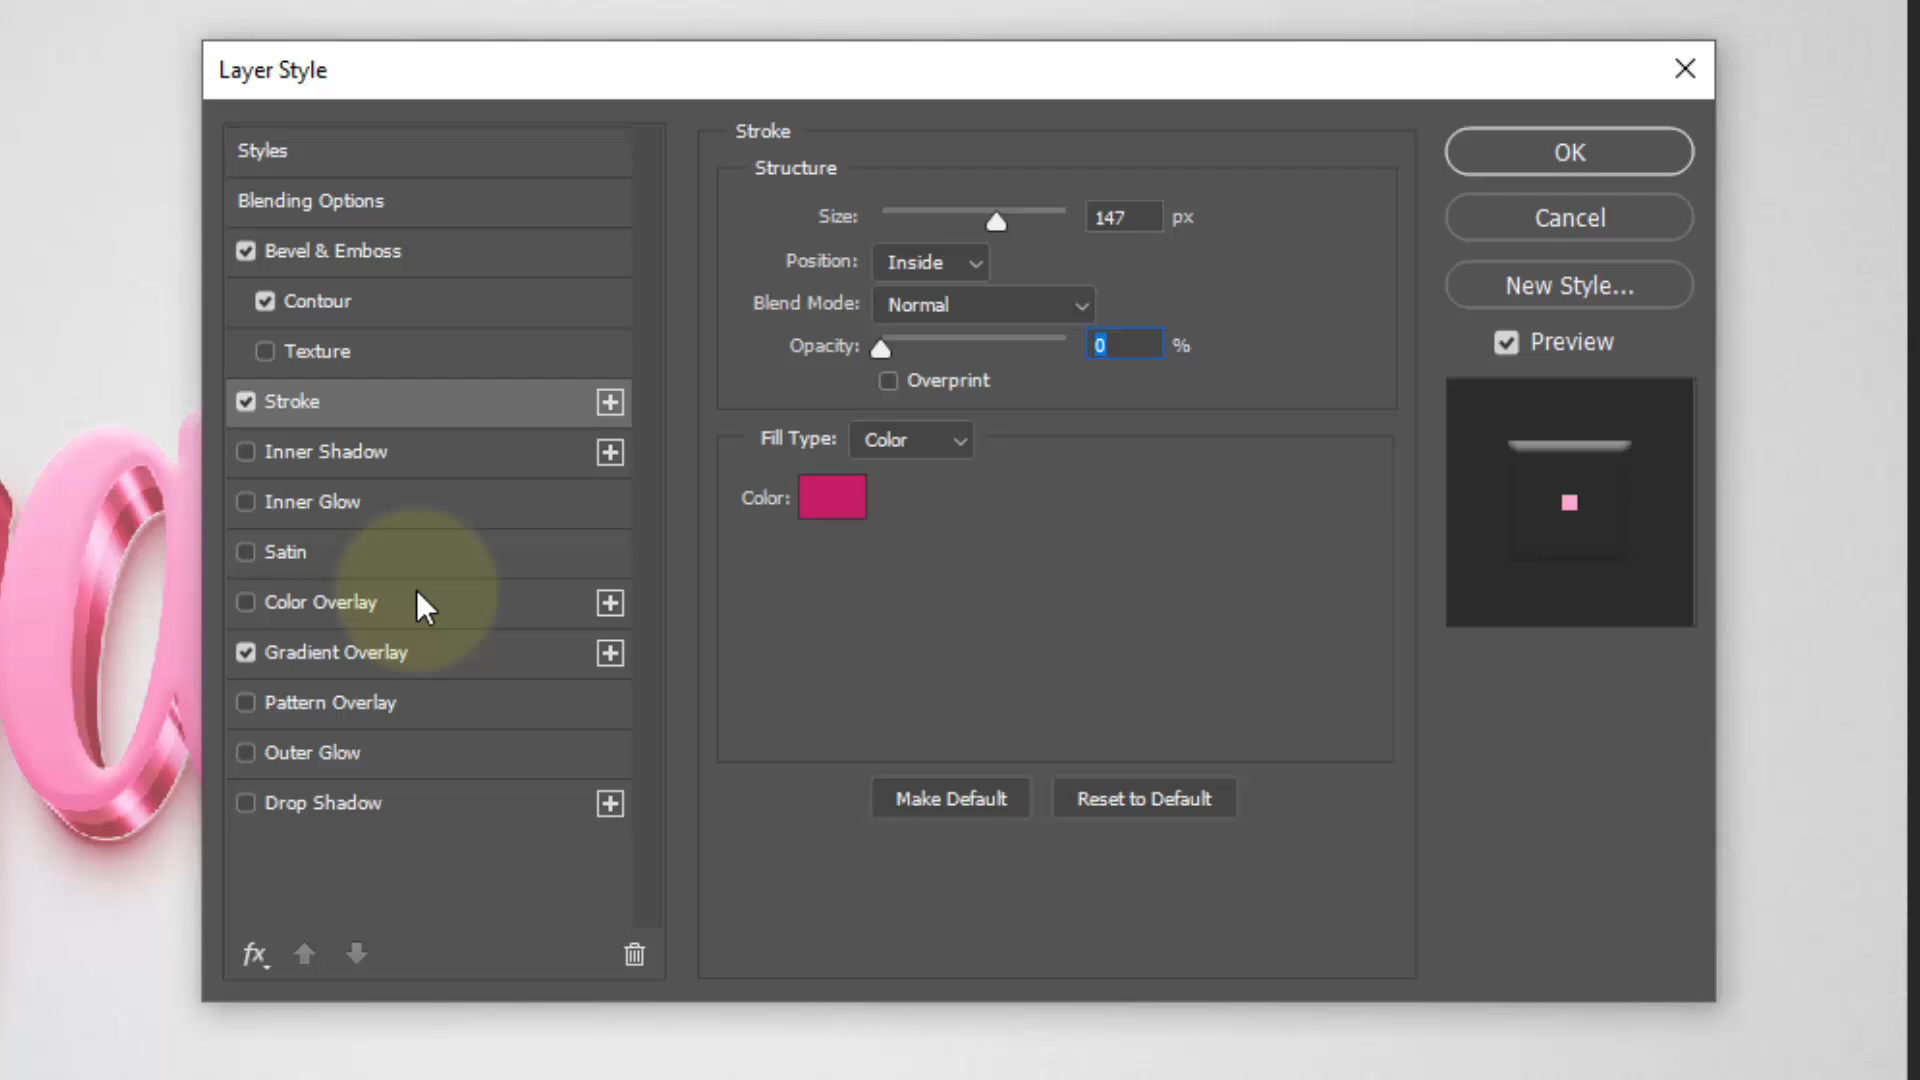 Layer Style
Styles
Blending Options
Bevel & Emboss
Contour
Texture
Stroke
Inner Shadow
Inner Glow
Satin
Color Overlay
Gradient Overlay
Pattern Overlay
Outer Glow
Drop Shadow
fx
Stroke
Structure
Size: 147 px
Position: Inside
Blend Mode: Normal
Opacity: 0 %
Overprint
Fill Type: Color
Color:
Make Default Reset to Default
OK
Cancel
New Style...
Preview